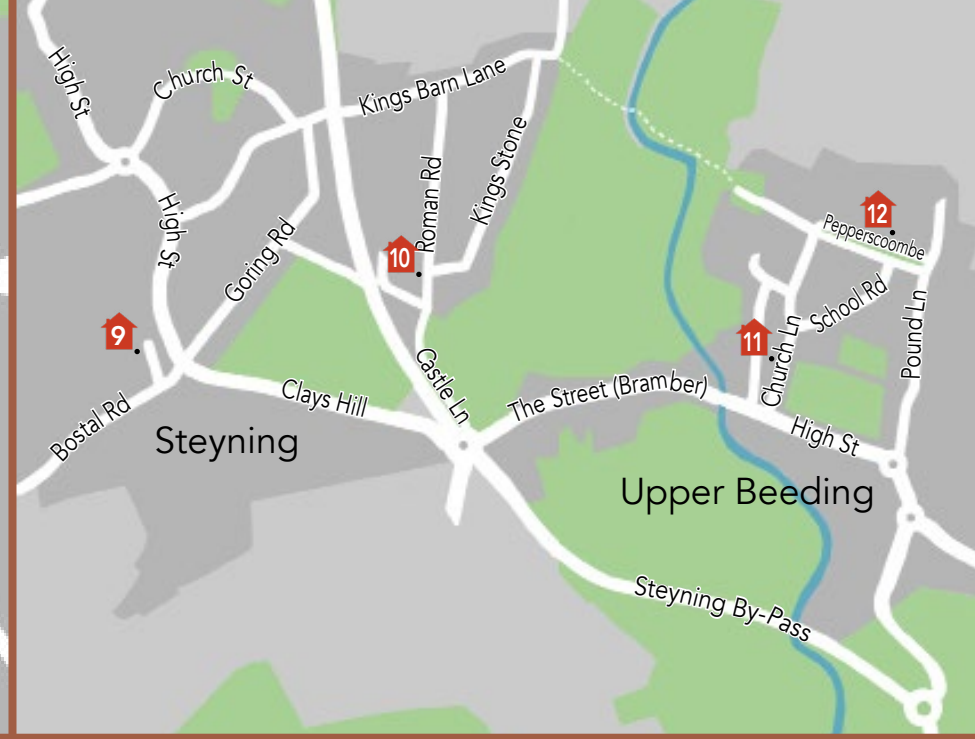 High St
Church St
Kings Barn Lane
Kings Stone
Roman Rd
High St
Goring Rd
10
12
Pepperscoombe
School Rd
9
11
Church Ln
Pound Ln
Castle Ln
Clays Hill
The Street (Bramber)
Bostal Rd
Steyning
High St
Upper Beeding
Steyning By-Pass